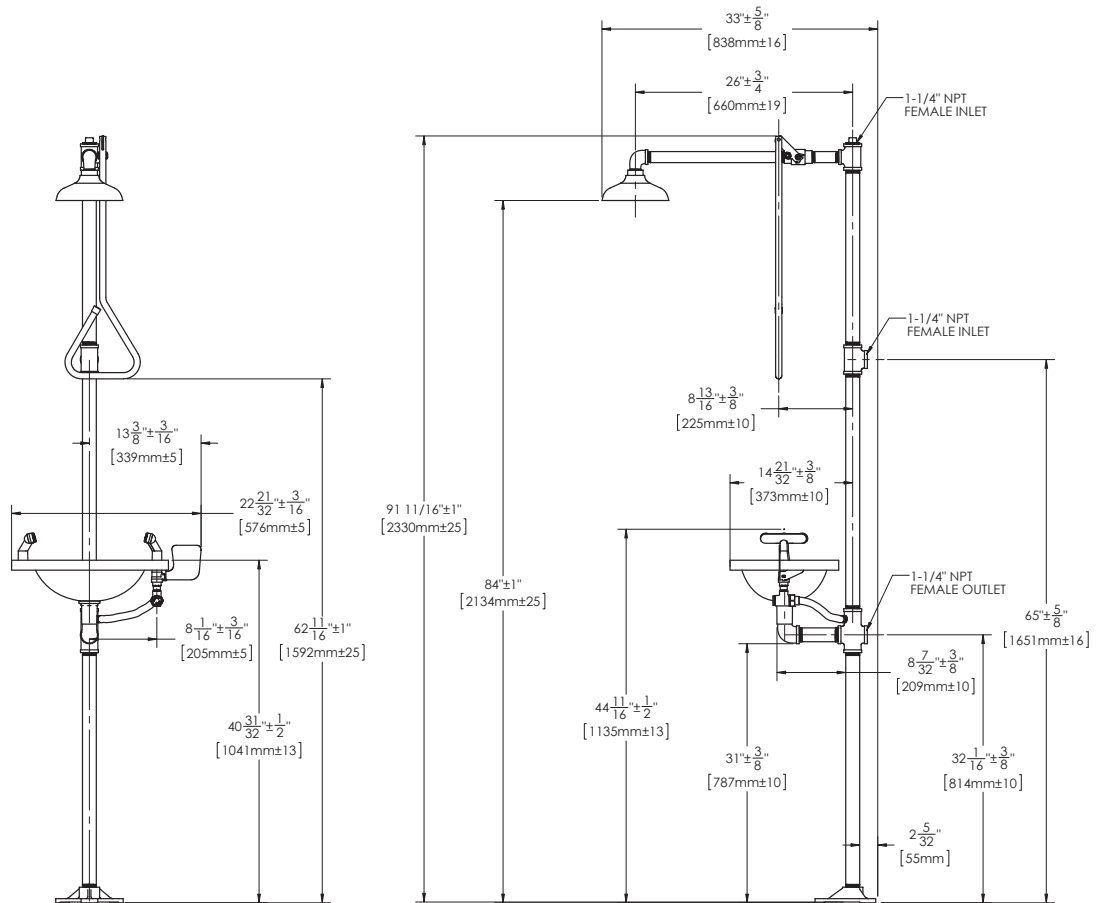 33"±5/8"
[838mm±16]
26"±3/4"
[660mm±19]
1-1/4" NPT
FEMALE INLET
1-1/4" NPT
FEMALE INLET
8 13/16"±3/8"
[225mm±10]
13 3/8"±3/16"
[339mm±5]
14 21/32"±3/8"
[373mm±10]
22 21/32"±3/16"
[576mm±5]
91 11/16"±1"
[2330mm±25]
84"±1"
[2134mm±25]
1-1/4" NPT
FEMALE OUTLET
65"±5/8"
[1651mm±16]
8 1/16"±3/16"
[205mm±5]
62 11/16"±1"
[1592mm±25]
8 7/32"±3/8"
[209mm±10]
44 11/16"±1/2"
[1135mm±13]
40 31/32"±1/2"
[1041mm±13]
31"±3/8"
[787mm±10]
32 1/16"±3/8"
[814mm±10]
2 5/32"
[55mm]